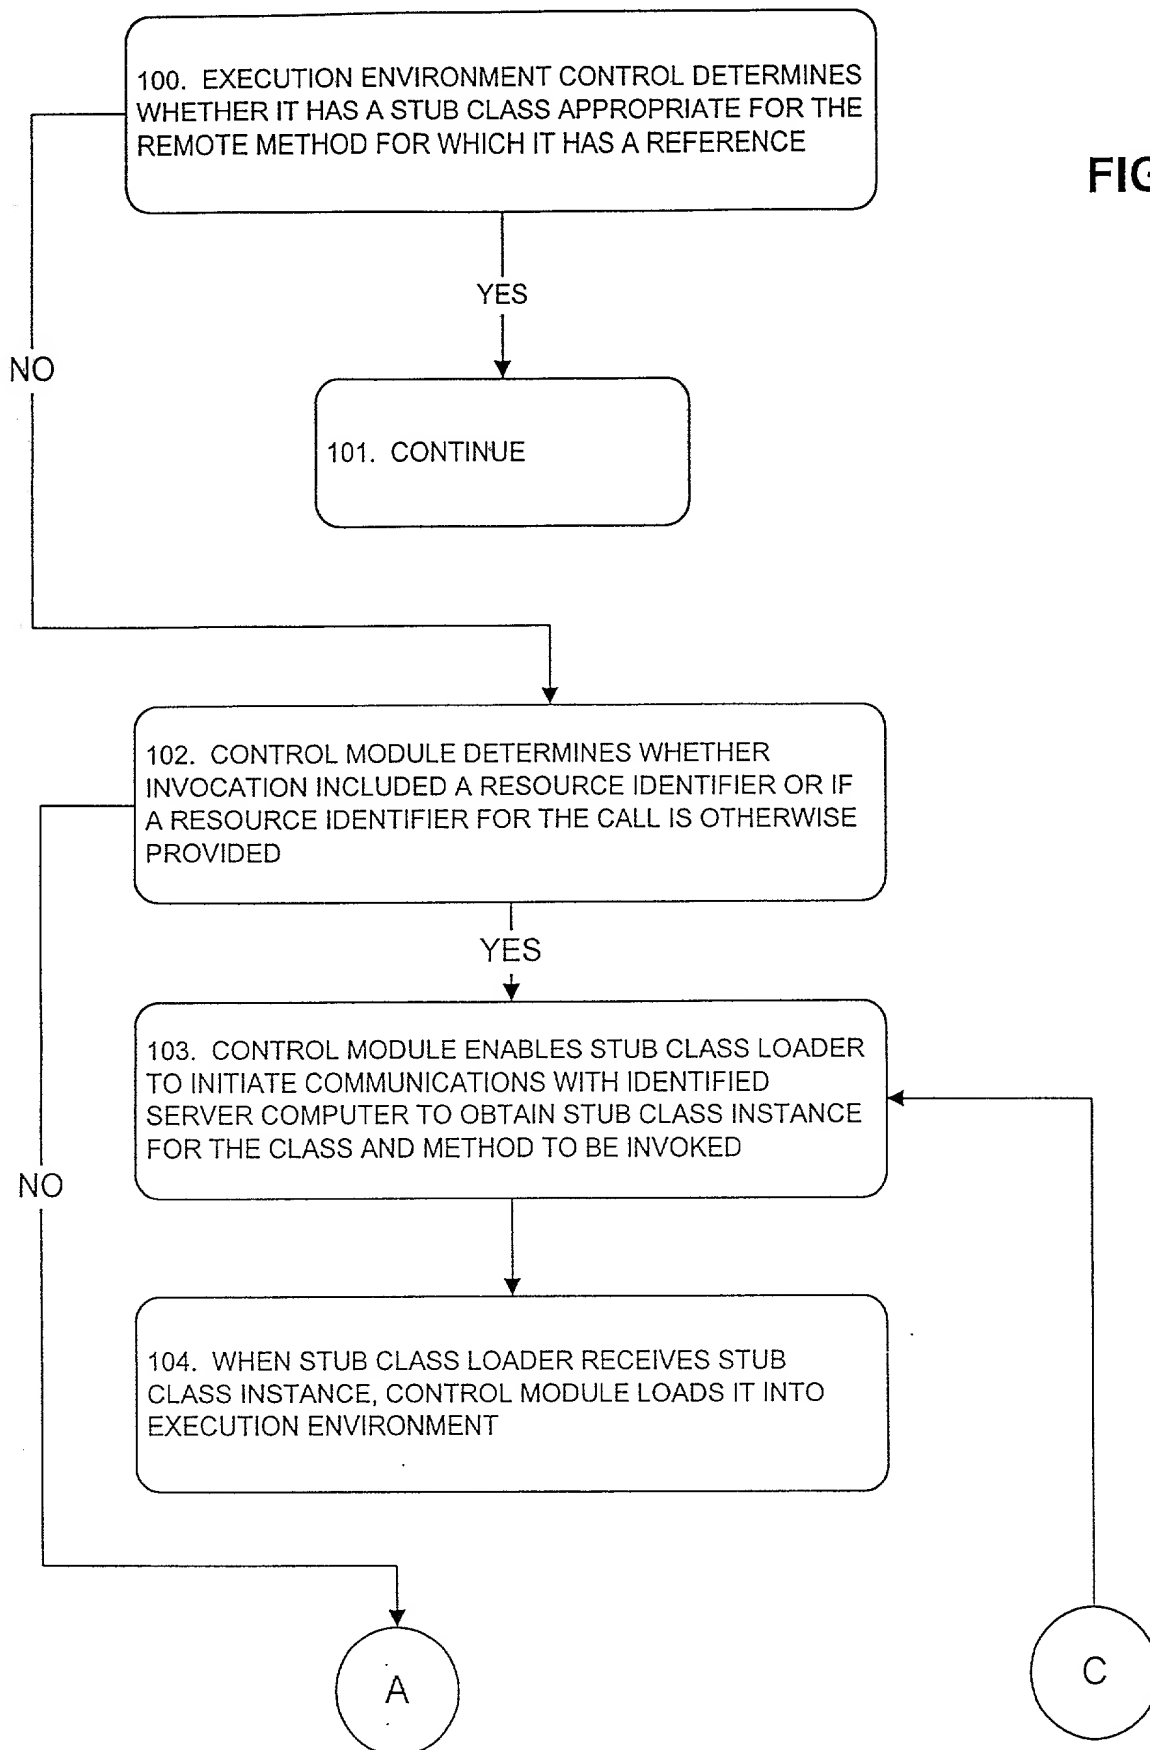 100. EXECUTION ENVIRONMENT CONTROL DETERMINES
WHETHER IT HAS A STUB CLASS APPROPRIATE FOR THE
REMOTE METHOD FOR WHICH IT HAS A REFERENCE
FIG
YES
NO
101. CONTINUE
102. CONTROL MODULE DETERMINES WHETHER
INVOCATION INCLUDED A RESOURCE IDENTIFIER OR IF
A RESOURCE IDENTIFIER FOR THE CALL IS OTHERWISE
PROVIDED
YES
103. CONTROL MODULE ENABLES STUB CLASS LOADER
TO INITIATE COMMUNICATIONS WITH IDENTIFIED
SERVER COMPUTER TO OBTAIN STUB CLASS INSTANCE
FOR THE CLASS AND METHOD TO BE INVOKED
NO
104. WHEN STUB CLASS LOADER RECEIVES STUB
CLASS INSTANCE, CONTROL MODULE LOADS IT INTO
EXECUTION ENVIRONMENT
A
C